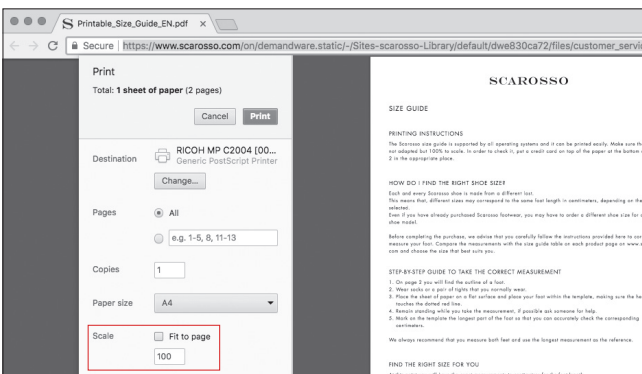 S Printable_Size_Guide_EN.pdf ×
Secure https://www.scarosso.com/on/demandware.static/-/Sites-scarosso-Library/default/dwe830ca72/files/customer_servi
Print
Total: 1 sheet of paper (2 pages)
Cancel Print
Destination
RICOH MP C2004 [00...
Generic PostScript Printer
Change...
Pages
All
e.g. 1-5, 8, 11-13
Copies 1
Paper size A4
Scale Fit to page
100
SCAROSSO
SIZE GUIDE
PRINTING INSTRUCTIONS
The Scarosso size guide is supported by all operating systems and it can be printed easily. Make sure th
not adapted but 100% to scale. In order to check it, put a credit card on top of the paper at the bottom
2 in the appropriate place.
HOW DO I FIND THE RIGHT SHOE SIZE?
Each and every Scarosso shoe is made from a different last.
This means that, different sizes may correspond to the same foot length in centimeters, depending on the
selected.
Even if you have already purchased Scarosso footwear, you may have to order a different shoe size for
shoe model.
Before completing the purchase, we advise that you carefully follow the instructions provided here to cor
measure your foot. Compare the measurements with the size guide table on each product page on www.
com and choose the size that best suits you.
STEP-BY-STEP GUIDE TO TAKE THE CORRECT MEASUREMENT
1. On page 2 you will find the outline of a foot.
2. Wear socks or a pair of tights that you normally wear.
3. Place the sheet of paper on a flat surface and place your foot within the template, making sure the he
touches the dotted red line.
4. Remain standing while you take the measurement, if possible ask someone for help.
5. Mark on the template the longest part of the foot so that you can accurately check the corresponding
centimeters.
We always recommend that you measure both feet and use the longest measurement as the reference.
FIND THE RIGHT SIZE FOR YOU